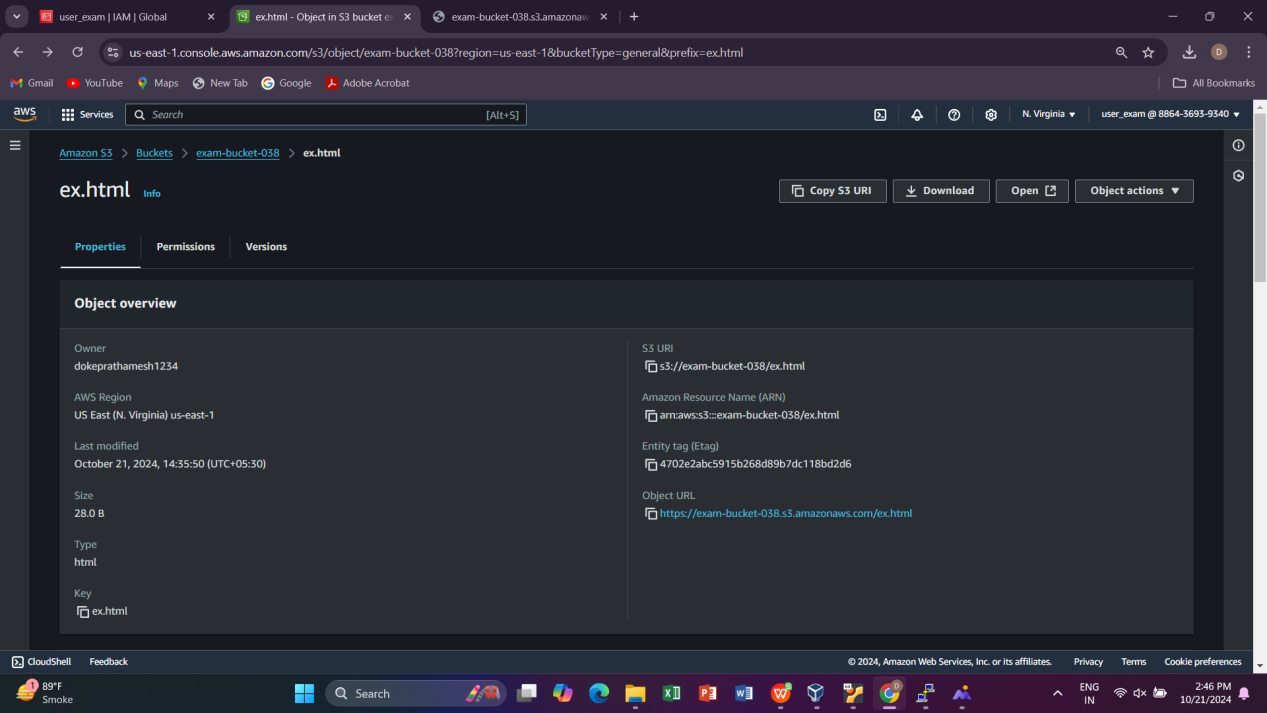 user_exam | IAM | Global
ex.html - Object in S3 bucket ex
exam-bucket-038.s3.amazonaw
us-east-1.console.aws.amazon.com/s3/object/exam-bucket-038?region=us-east-1&bucketType=general&prefix=ex.html
D
Gmail
YouTube
Maps
New Tab
Google
Adobe Acrobat
All Bookmarks
aws
Services
Search
[Alt+S]
N. Virginia
user_exam @ 8864-3693-9340
Amazon S3
Buckets
exam-bucket-038
ex.html
ex.html
Info
Copy S3 URI
Download
Open
Object actions
Properties
Permissions
Versions
Object overview
Owner
dokeprathamesh1234
AWS Region
US East (N. Virginia) us-east-1
Last modified
October 21, 2024, 14:35:50 (UTC+05:30)
Size
28.0 B
Type
html
Key
ex.html
S3 URI
s3://exam-bucket-038/ex.html
Amazon Resource Name (ARN)
arn:aws:s3:::exam-bucket-038/ex.html
Entity tag (Etag)
4702e2abc5915b268d89b7dc118bd2d6
Object URL
https://exam-bucket-038.s3.amazonaws.com/ex.html
CloudShell
Feedback
© 2024, Amazon Web Services, Inc. or its affiliates.
Privacy
Terms
Cookie preferences
1
89°F
Smoke
Search
ENG
IN
2:46 PM
10/21/2024